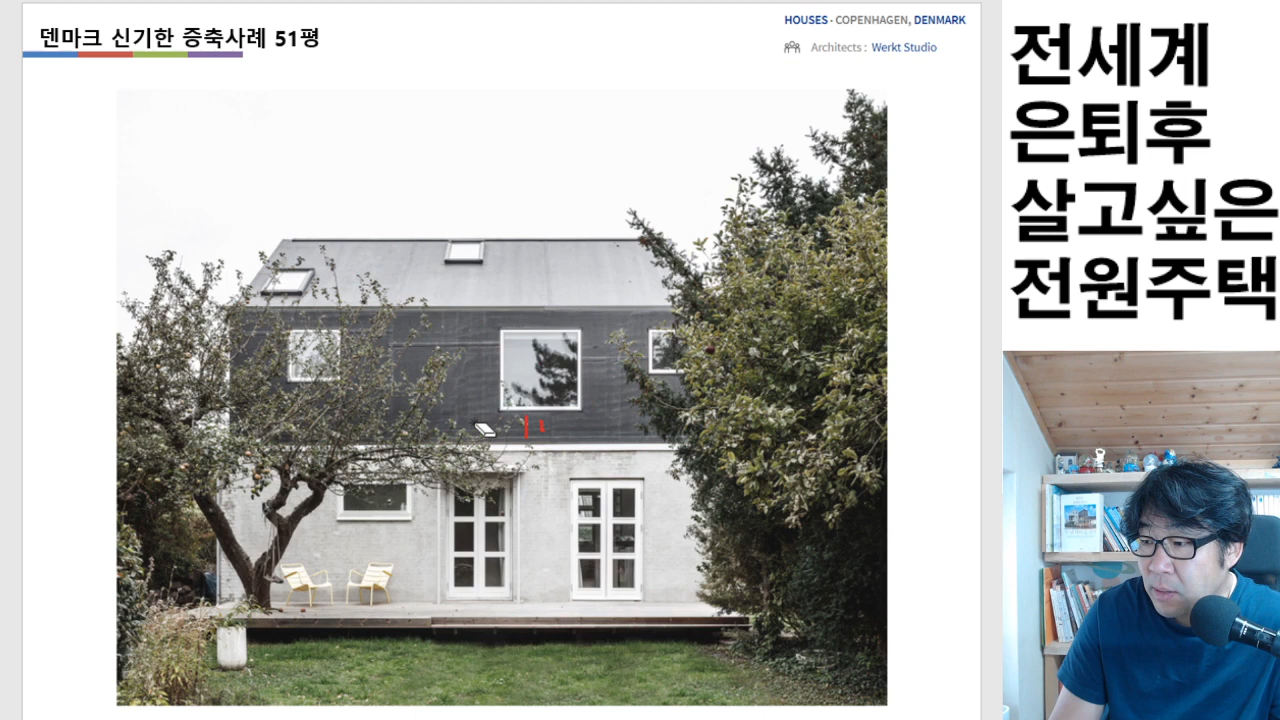 덴마크 신기한 증축사례 51평
HOUSES · COPENHAGEN, DENMARK
Architects : Werkt Studio
전세계
은퇴후
살고싶은
전원주택